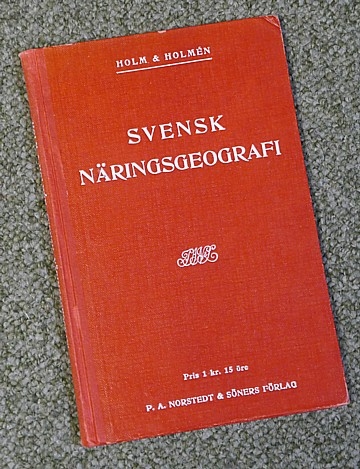 HOLM & HOLMÉN
SVENSK
NÄRINGSGEOGRAFI
Pris 1 kr. 15 öre
P. A. NORSTEDT & SÖNERS FÖRLAG